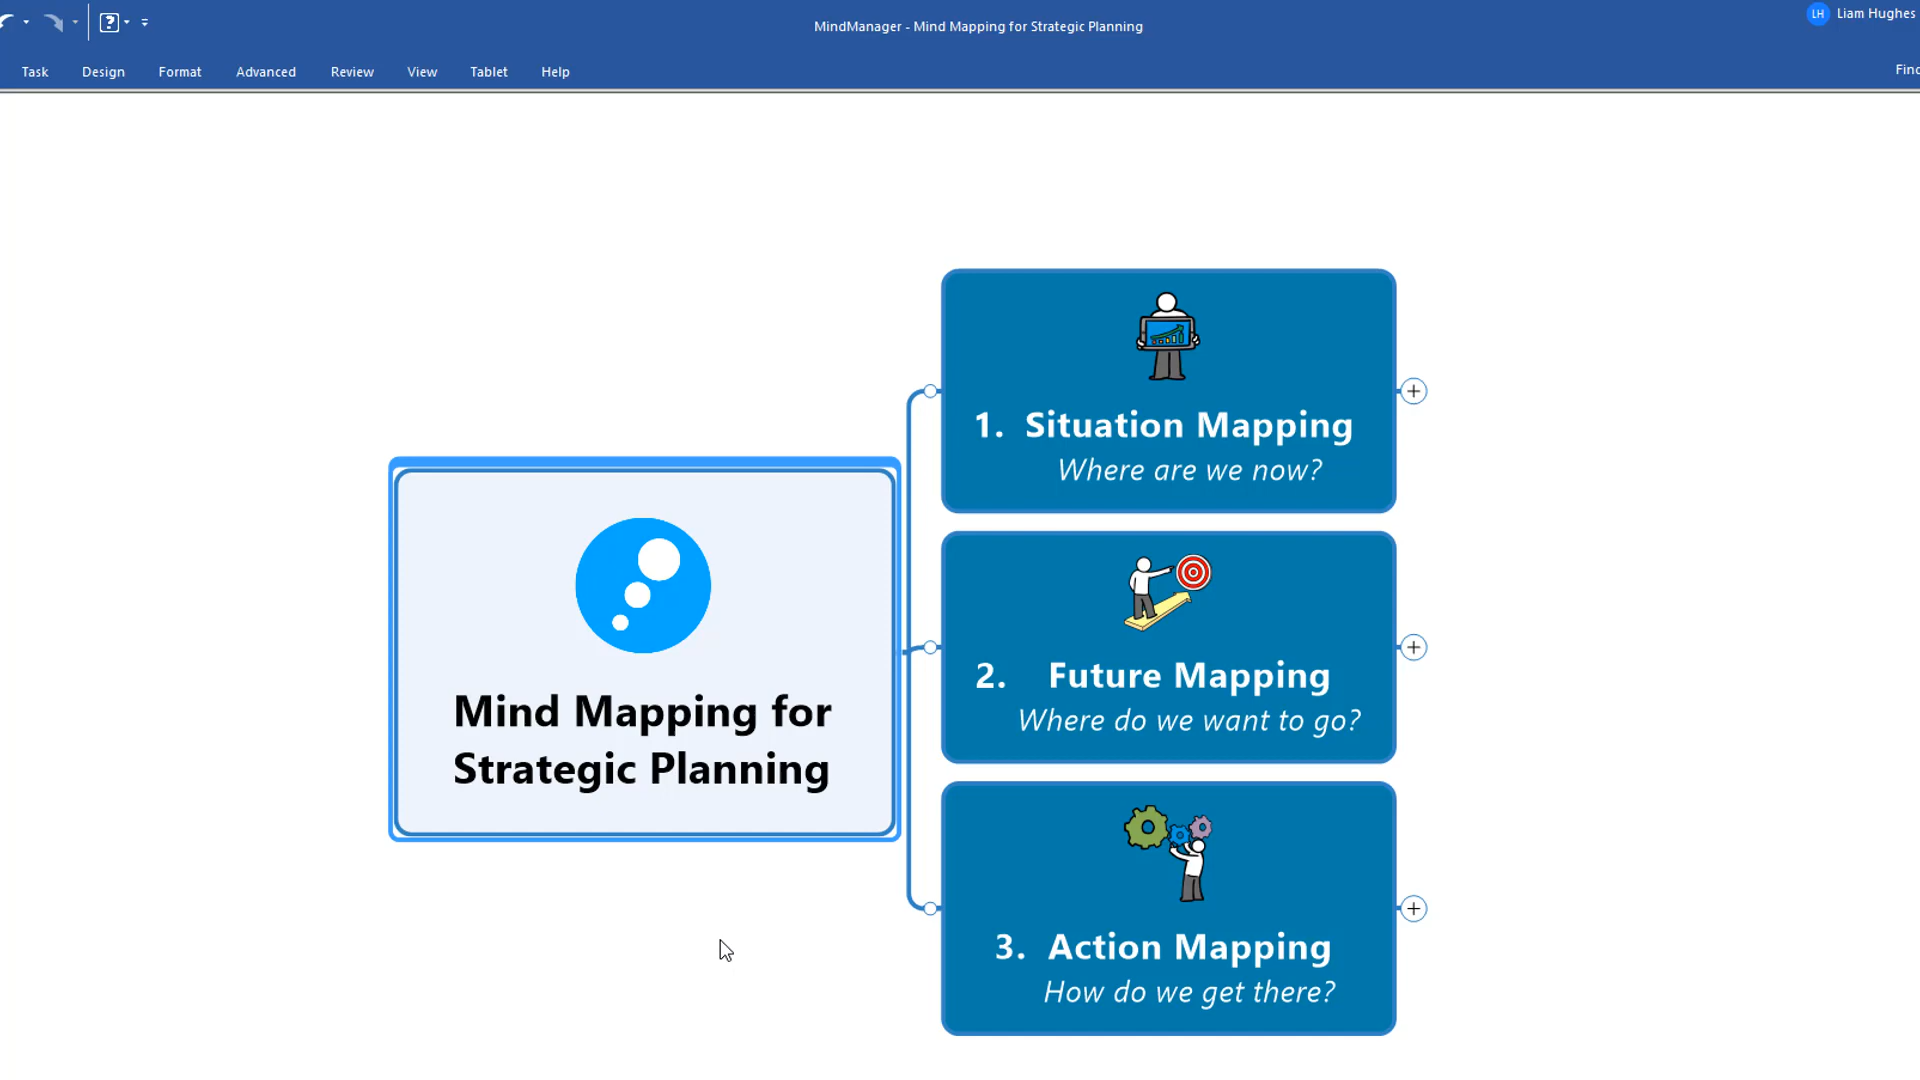 MindManager - Mind Mapping for Strategic Planning
LH Liam Hughes
Task Design Format Advanced Review View Tablet Help
1. Situation Mapping
Where are we now?
Mind Mapping for
Strategic Planning
2. Future Mapping
Where do we want to go?
3. Action Mapping
How do we get there?